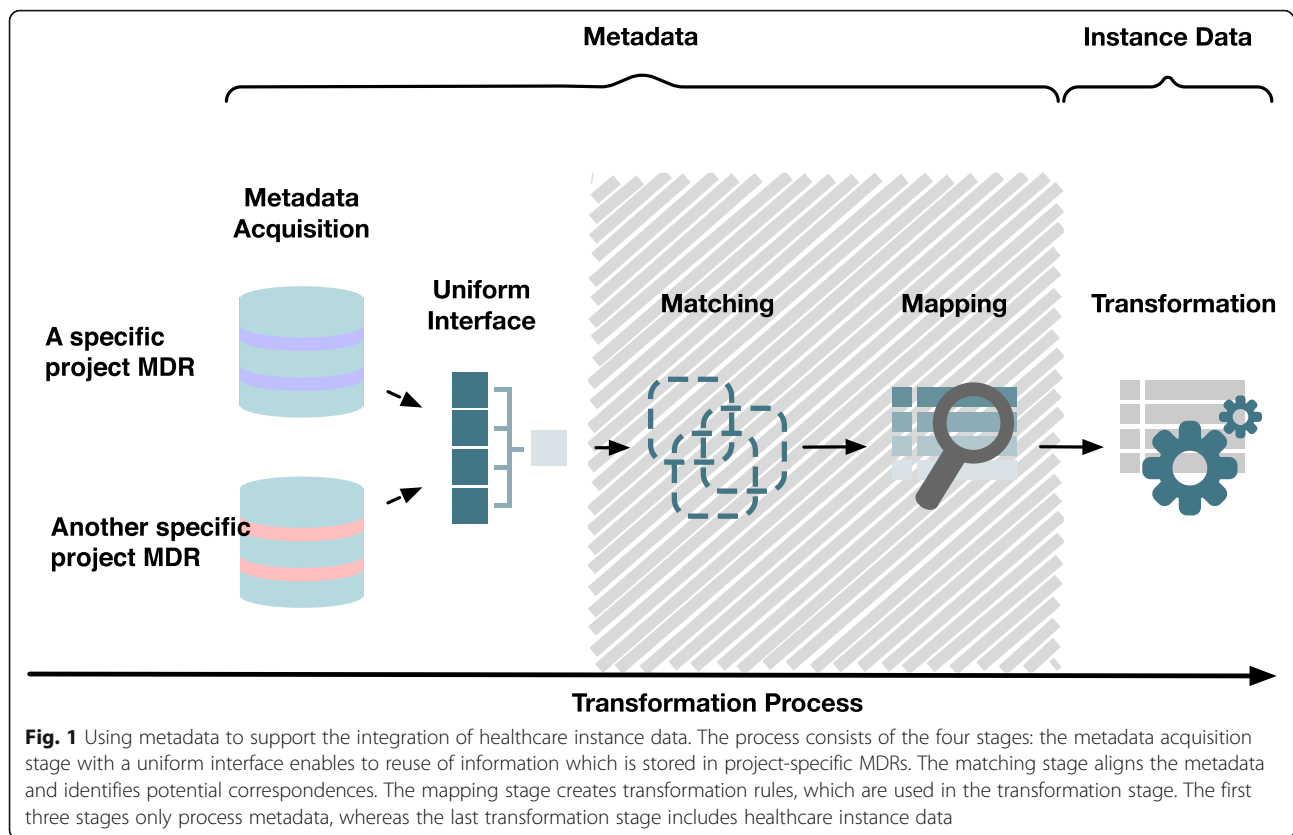 Metadata
Instance Data
Metadata
Acquisition
Uniform
Interface
Matching
Mapping
Transformation
A specific
project MDR
Another specific
project MDR
Transformation Process
Fig. 1 Using metadata to support the integration of healthcare instance data. The process consists of the four stages: the metadata acquisition
stage with a uniform interface enables to reuse of information which is stored in project-specific MDRs. The matching stage aligns the metadata
and identifies potential correspondences. The mapping stage creates transformation rules, which are used in the transformation stage. The first
three stages only process metadata, whereas the last transformation stage includes healthcare instance data